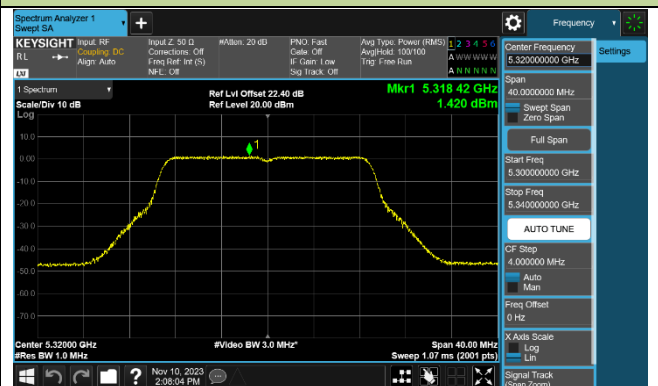 Spectrum Analyzer 1
Swept SA
+
Frequency
KEYSIGHT
RL
LXI
Input: RF
Coupling: DC
Align: Auto
Input Z: 50 Ω
Corrections: Off
Freq Ref: Int (S)
NFE: Off
#Atten: 20 dB
PNO: Fast
Gate: Off
IF Gain: Low
Sig Track: Off
Avg Type: Power (RMS)
Avg|Hold: 100/100
Trig: Free Run
1 2 3 4 5 6
A W W W W W
A N N N N N
1 Spectrum
Scale/Div 10 dB
Log
Ref Lvl Offset 22.40 dB
Ref Level 20.00 dBm
Mkr1 5.318 42 GHz
1.420 dBm
1
10.0
0.00
-10.0
-20.0
-30.0
-40.0
-50.0
-60.0
-70.0
Center 5.32000 GHz
#Res BW 1.0 MHz
#Video BW 3.0 MHz*
Span 40.00 MHz
Sweep 1.07 ms (2001 pts)
Center Frequency
5.320000000 GHz
Settings
Span
40.0000000 MHz
Swept Span
Zero Span
Full Span
Start Freq
5.300000000 GHz
Stop Freq
5.340000000 GHz
AUTO TUNE
CF Step
4.000000 MHz
Auto
Man
Freq Offset
0 Hz
X Axis Scale
Log
Lin
Signal Track
(Span Zoom)
?
Nov 10, 2023
2:08:04 PM